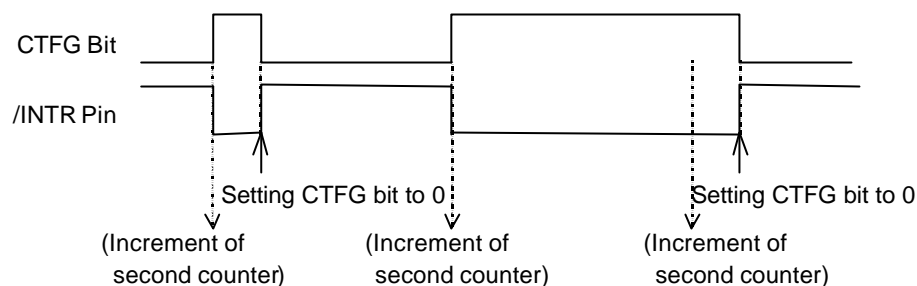 CTFG Bit
/INTR Pin
Setting CTFG bit to 0
Setting CTFG bit to 0
(Increment of
second counter)
(Increment of
second counter)
(Increment of
second counter)